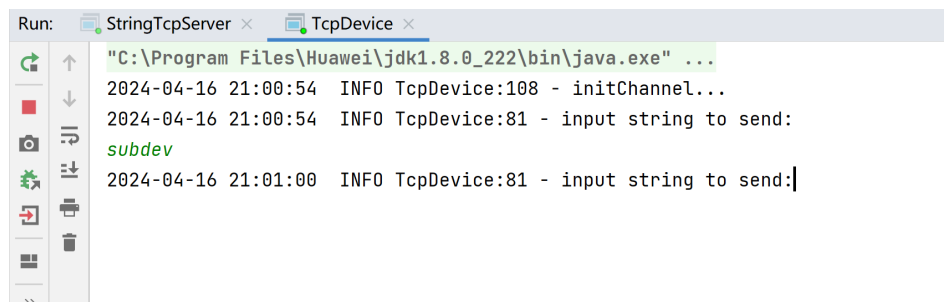 Run: StringTcpServer × TcpDevice ×
"C:\Program Files\Huawei\jdk1.8.0_222\bin\java.exe" ...
2024-04-16 21:00:54  INFO TcpDevice:108 - initChannel...
2024-04-16 21:00:54  INFO TcpDevice:81 - input string to send:
subdev
2024-04-16 21:01:00  INFO TcpDevice:81 - input string to send: